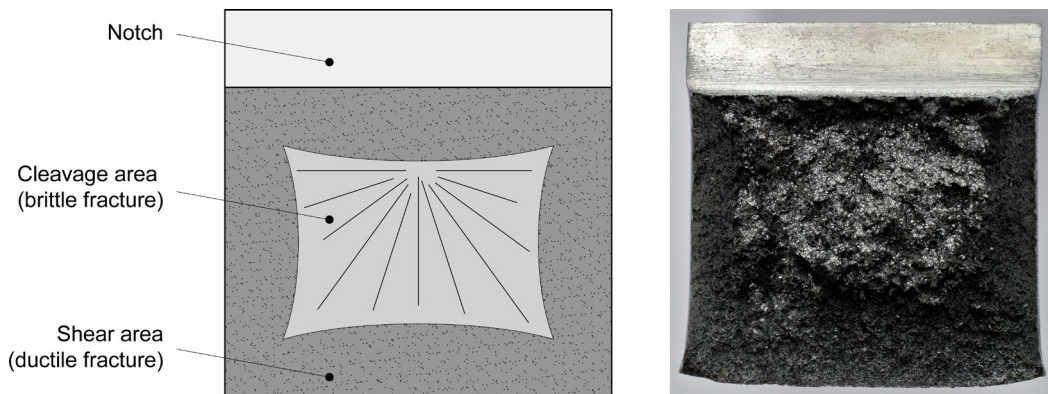 Notch
Cleavage area
(brittle fracture)
Shear area
(ductile fracture)